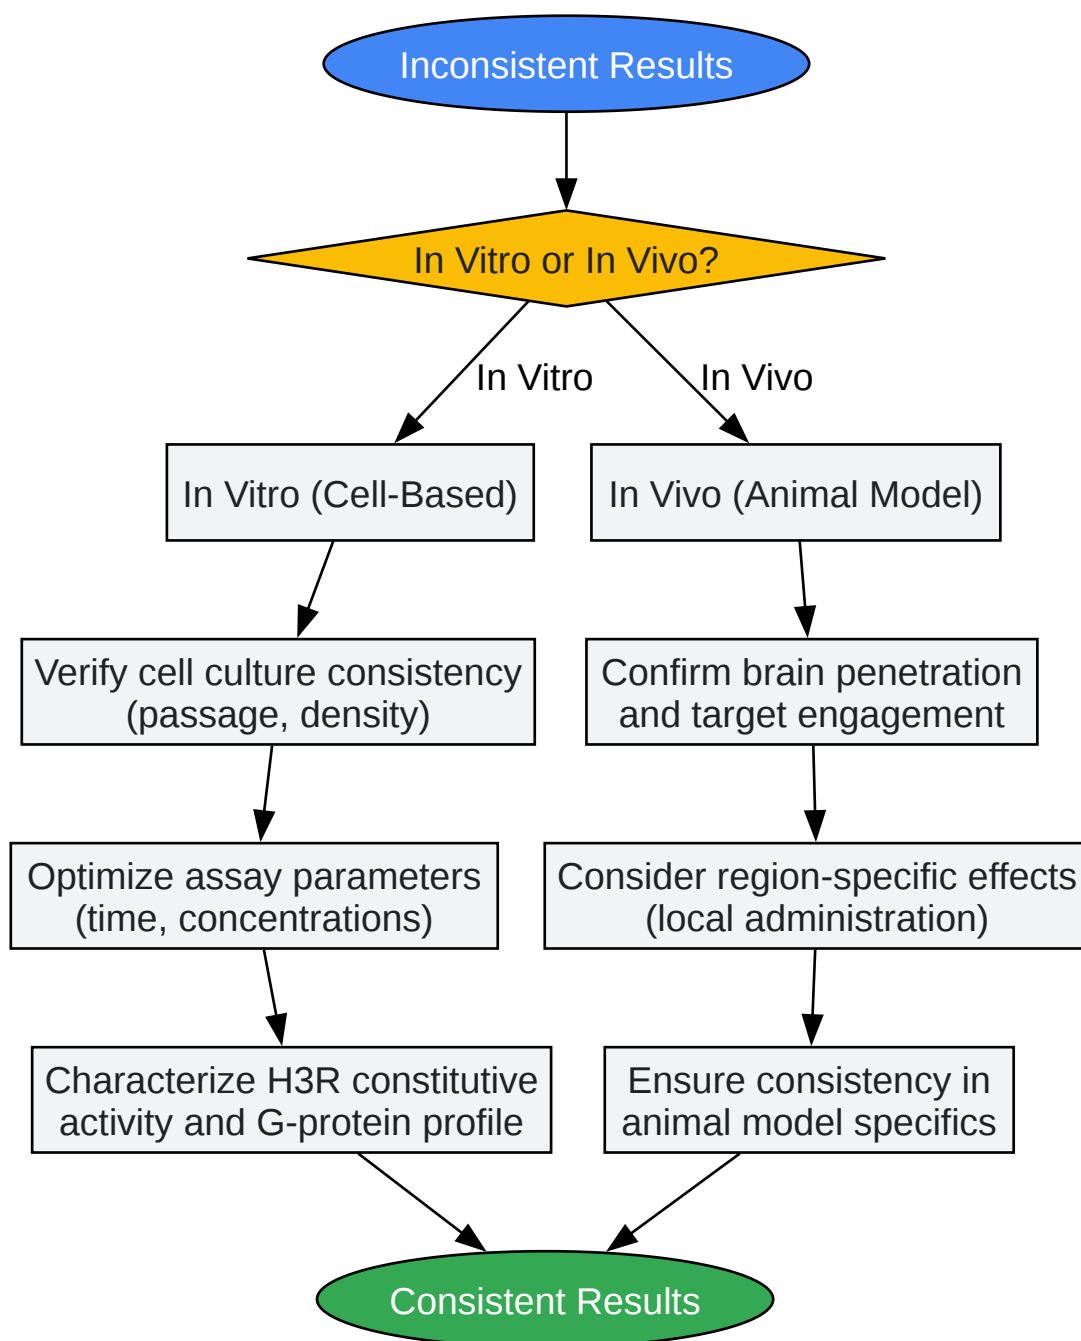 Inconsistent Results
In Vitro or In Vivo?
In Vitro
In Vivo
In Vitro (Cell-Based)
In Vivo (Animal Model)
Verify cell culture consistency
(passage, density)
Confirm brain penetration
and target engagement
Optimize assay parameters
(time, concentrations)
Consider region-specific effects
(local administration)
Characterize H3R constitutive
activity and G-protein profile
Ensure consistency in
animal model specifics
Consistent Results